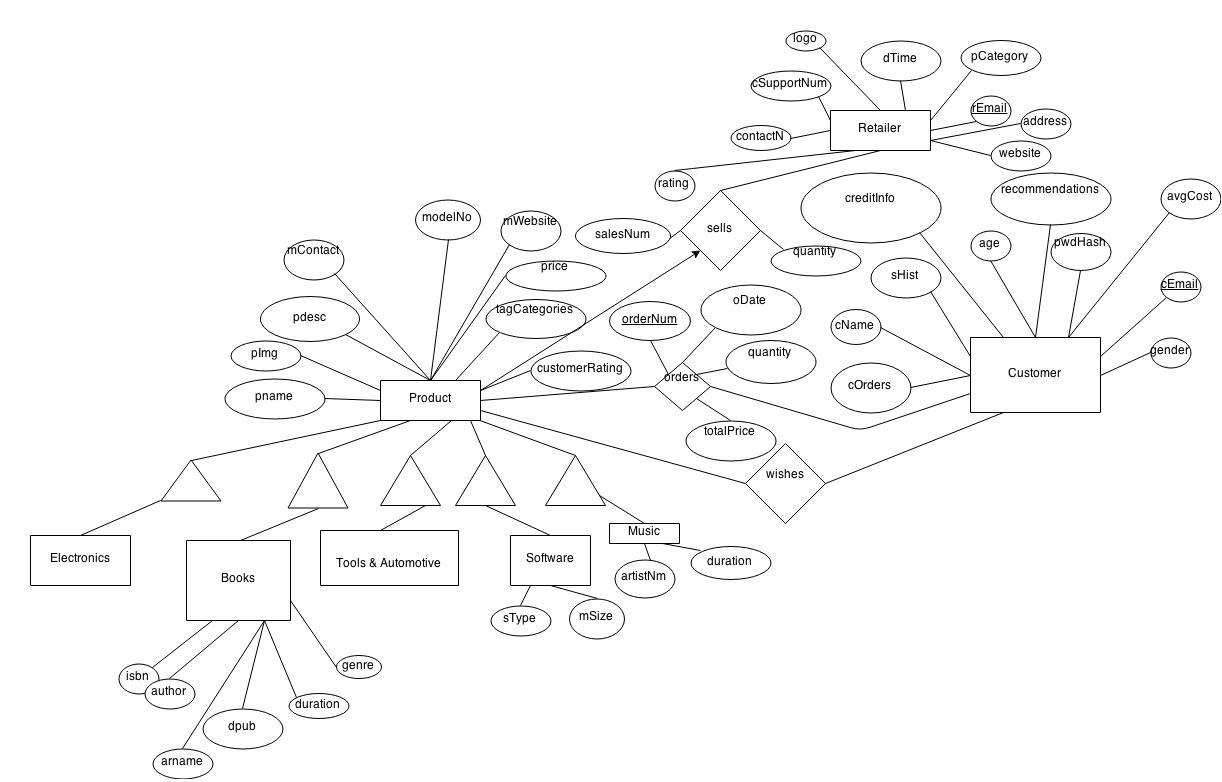 logo
dTime
pCategory
cSupportNum
rEmail
address
Retailer
contactN
website
rating
creditInfo
recommendations
avgCost
modelNo
mWebsite
salesNum
sells
quantity
age
pwdHash
mContact
price
sHist
cEmail
tagCategories
oDate
pdesc
orderNum
cName
pImg
quantity
gender
customerRating
orders
Customer
cOrders
pname
Product
totalPrice
wishes
Music
Electronics
Books
Tools & Automotive
Software
artistNm
duration
sType
mSize
isbn
author
genre
duration
dpub
arname